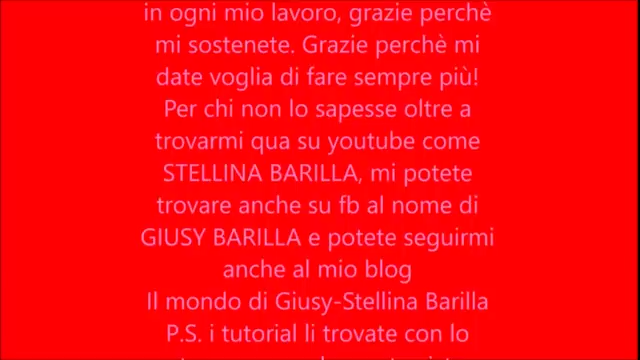 in ogni mio lavoro, grazie perchè
mi sostenete. Grazie perchè mi
date voglia di fare sempre più!
Per chi non lo sapesse oltre a
trovarmi qua su youtube come
STELLINA BARILLA, mi potete
trovare anche su fb al nome di
GIUSY BARILLA e potete seguirmi
anche al mio blog
Il mondo di Giusy-Stellina Barilla
P.S. i tutorial li trovate con lo